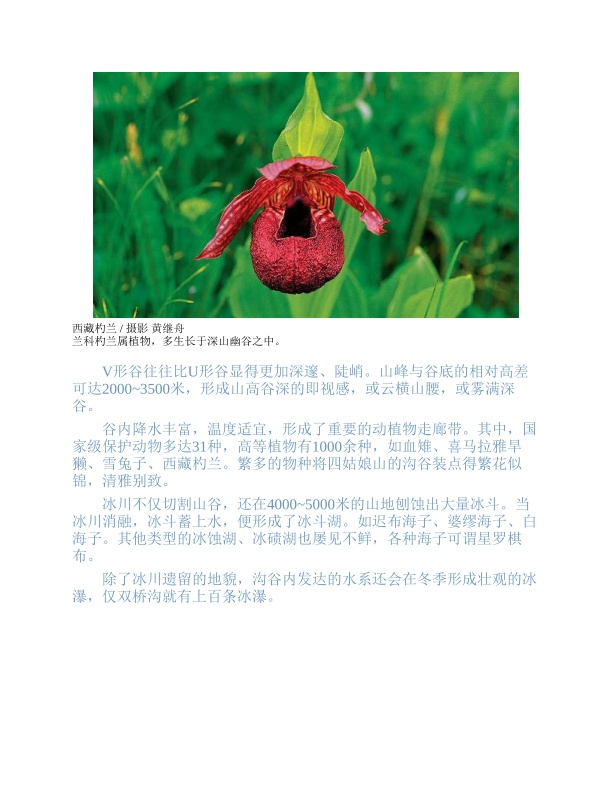 西藏杓兰 / 摄影 黄继舟
兰科杓兰属植物，多生长于深山幽谷之中。
V形谷往往比U形谷显得更加深邃、陡峭。山峰与谷底的相对高差
可达2000~3500米，形成山高谷深的即视感，或云横山腰，或雾满深
谷。
谷内降水丰富，温度适宜，形成了重要的动植物走廊带。其中，国
家级保护动物多达31种，高等植物有1000余种，如血雉、喜马拉雅旱
獭、雪兔子、西藏杓兰。繁多的物种将四姑娘山的沟谷装点得繁花似
锦，清雅别致。
冰川不仅切割山谷，还在4000~5000米的山地刨蚀出大量冰斗。当
冰川消融，冰斗蓄上水，便形成了冰斗湖。如迟布海子、婆缪海子、白
海子。其他类型的冰蚀湖、冰碛湖也屡见不鲜，各种海子可谓星罗棋
布。
除了冰川遗留的地貌，沟谷内发达的水系还会在冬季形成壮观的冰
瀑，仅双桥沟就有上百条冰瀑。